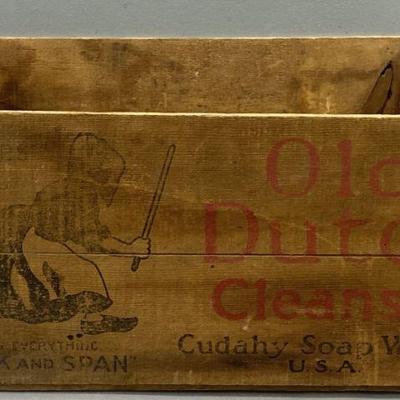 Old
Dutc
Cleans
EVERYTHING
K AND SPAN"
Cudahy Soap W
U.S.A.